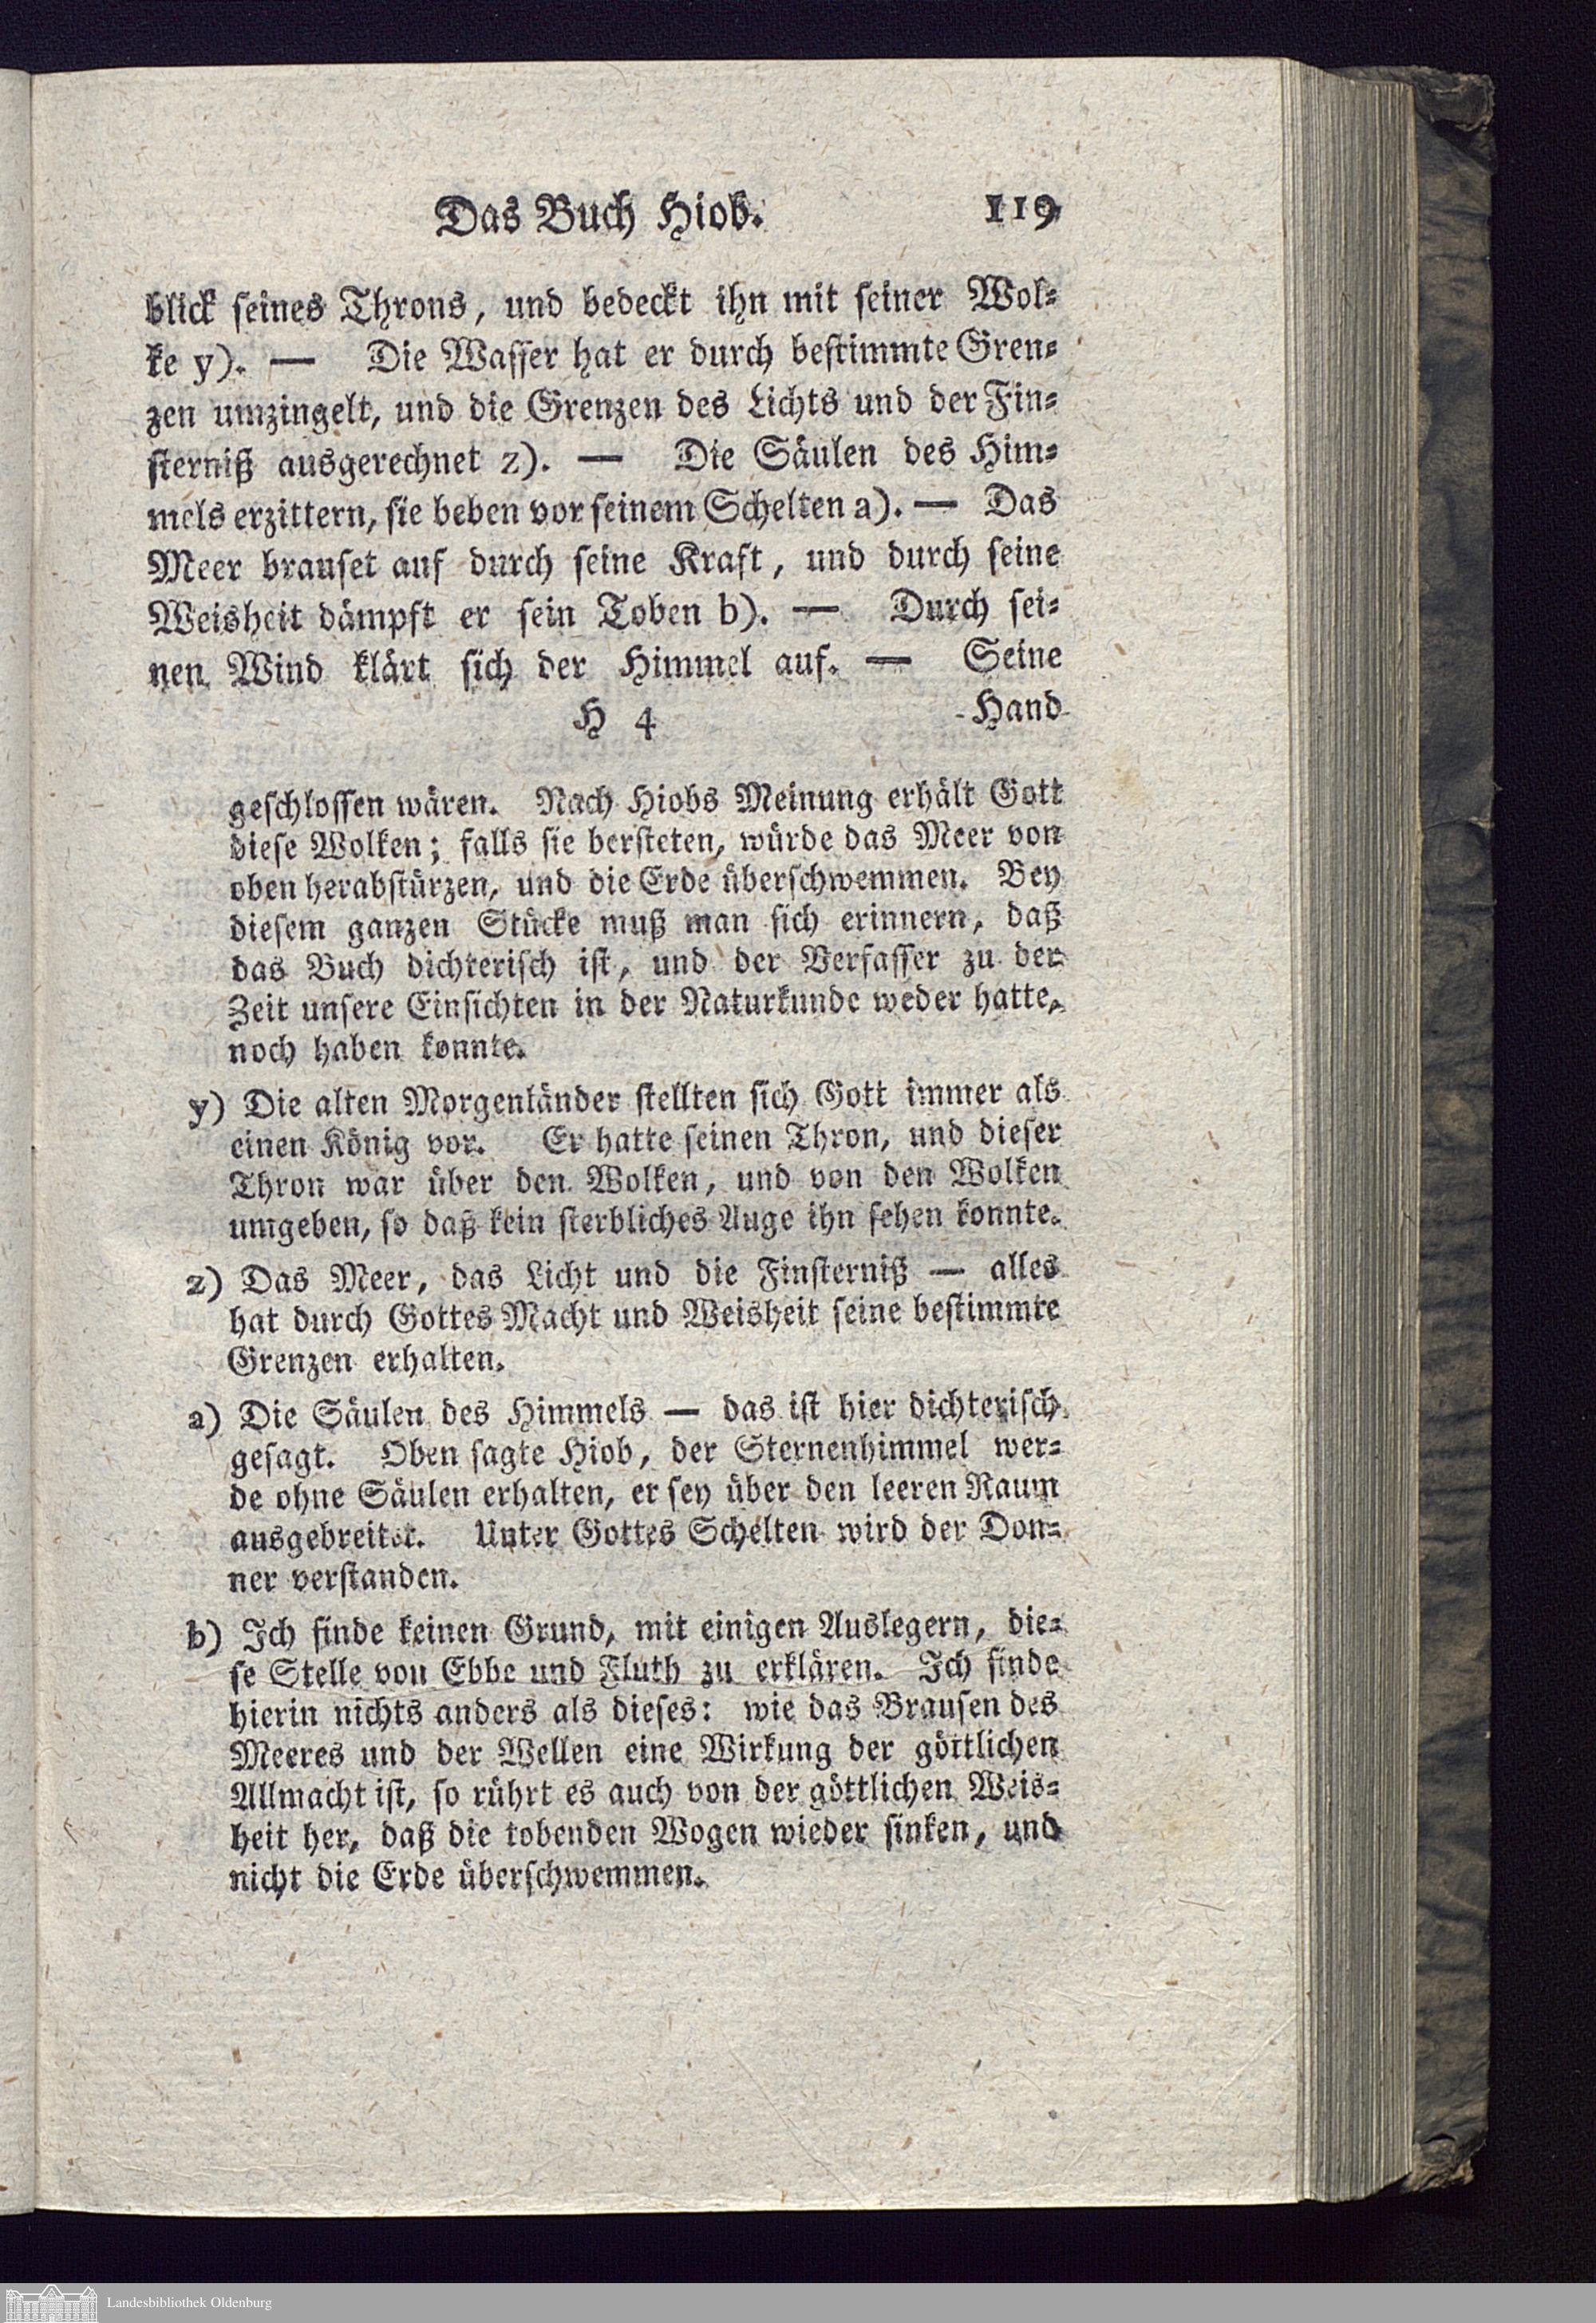 Das Buch Hiob. 119
blick seines Throns, und bedeckt ihn mit seiner Wol⸗
ke y). — Die Wasser hat er durch bestimmte Gren⸗
zen umzingelt, und die Grenzen des Lichts und der Fin⸗
sterniß ausgerechnet z). — Die Säulen des Him⸗
mels erzittern, sie beben vor seinem Schelten a). — Das
Meer brauset auf durch seine Kraft, und durch seine
Weisheit dämpft er sein Toben b). — Durch sei⸗
nen Wind klärt sich der Himmel auf. — Seine
H 4 Hand
geschlossen wären. Nach Hiobs Meinung erhält Gott
diese Wolken; falls sie bersteten, würde das Meer von
oben herabstürzen, und die Erde überschwemmen. Bey
diesem ganzen Stücke muß man sich erinnern, daß
das Buch dichterisch ist, und der Verfasser zu der
Zeit unsere Einsichten in der Naturkunde weder hatte,
noch haben konnte.
y) Die alten Morgenländer stellten sich Gott immer als
einen König vor. Er hatte seinen Thron, und dieser
Thron war über den Wolken, und von den Wolken
umgeben, so daß kein sterbliches Auge ihn sehen konnte.
z) Das Meer, das Licht und die Finsterniß — alles
hat durch Gottes Macht und Weisheit seine bestimmte
Grenzen erhalten.
a) Die Säulen des Himmels — das ist hier dichterisch
gesagt. Oben sagte Hiob, der Sternenhimmel wer⸗
de ohne Säulen erhalten, er sey über den leeren Raum
ausgebreitet. Unter Gottes Schelten wird der Don⸗
ner verstanden.
b) Ich finde keinen Grund, mit einigen Auslegern, die⸗
se Stelle von Ebbe und Fluth zu erklären. Ich finde
hierin nichts anders als dieses: wie das Brausen des
Meeres und der Wellen eine Wirkung der göttlichen
Allmacht ist, so rührt es auch von der göttlichen Weis⸗
heit her, daß die tobenden Wogen wieder sinken, und
nicht die Erde überschwemmen.
Landesbibliothek Oldenburg